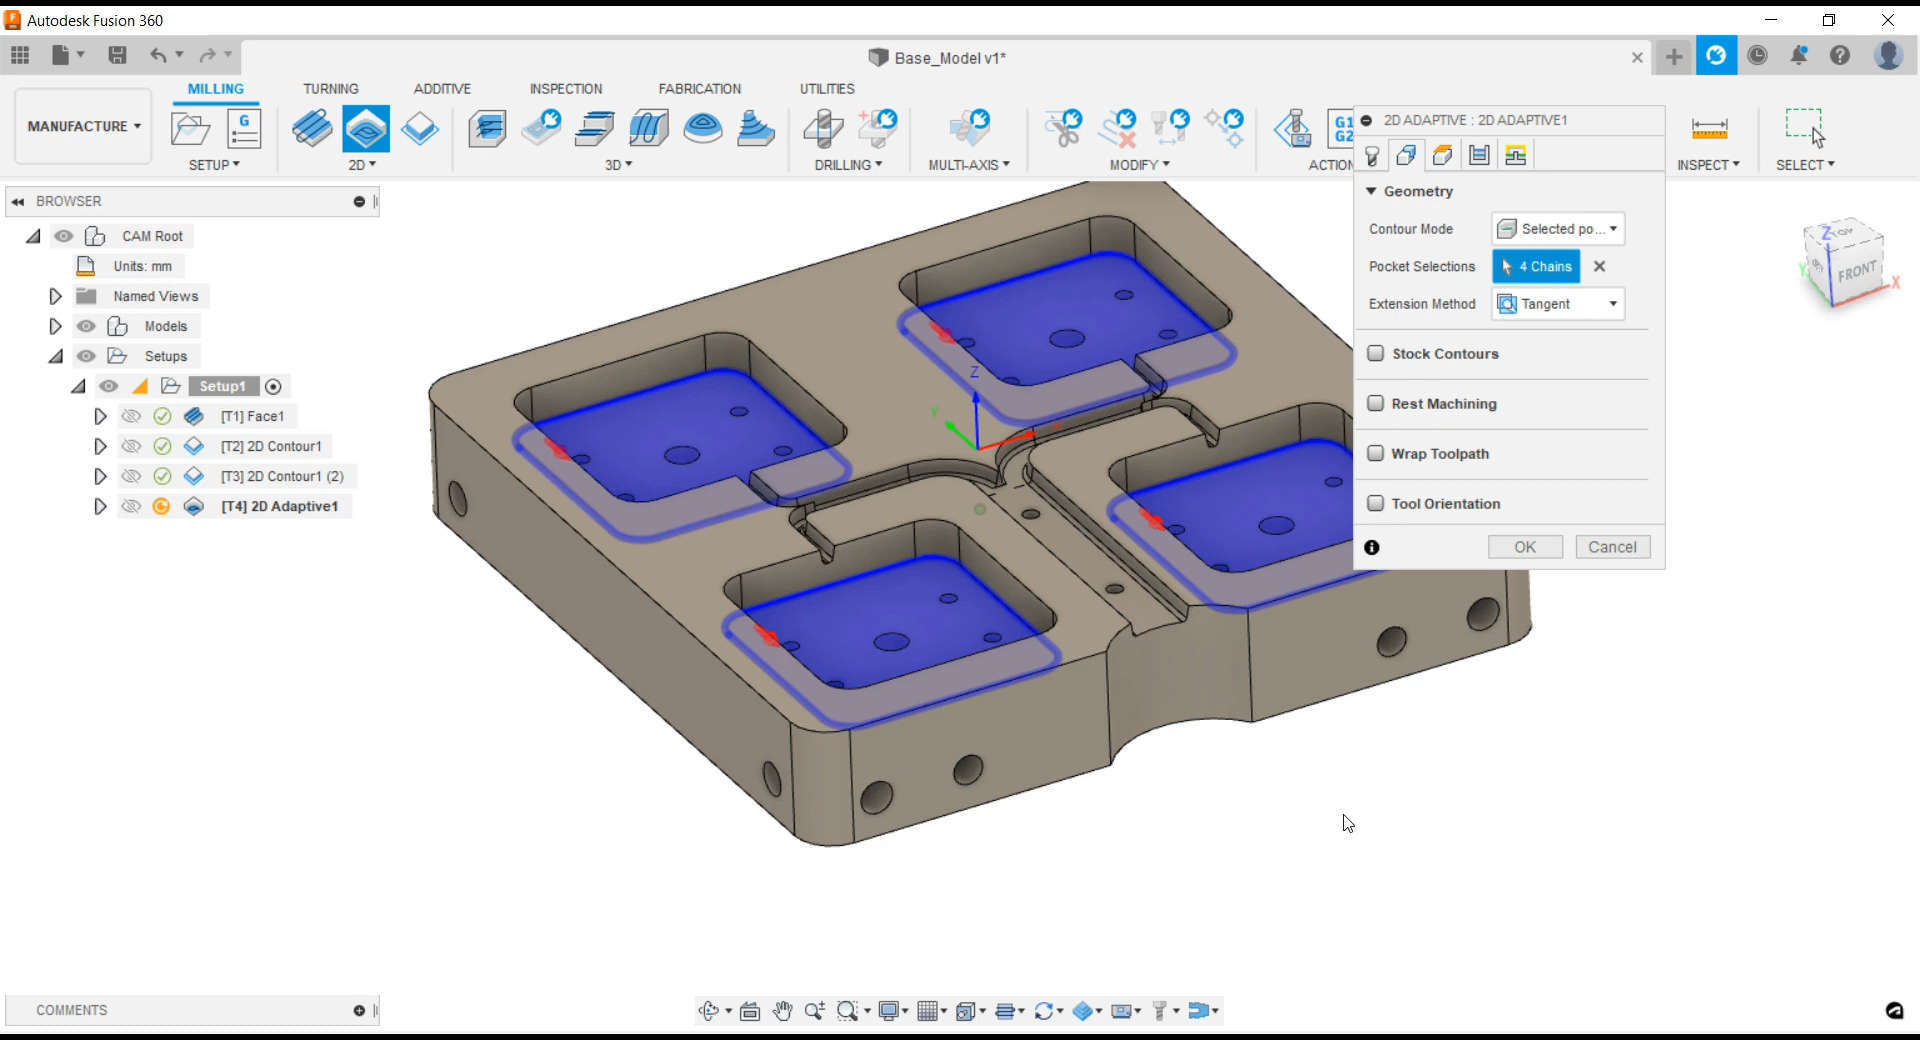 Autodesk Fusion 360
Base_Model v1*
MILLING TURNING ADDITIVE INSPECTION FABRICATION UTILITIES
MANUFACTURE
G
G1
G2
SETUP 2D 3D DRILLING MULTI-AXIS MODIFY ACTION INSPECT SELECT
2D ADAPTIVE : 2D ADAPTIVE1
Geometry
Contour Mode Selected po...
Pocket Selections 4 Chains
Extension Method Tangent
Stock Contours
Rest Machining
Wrap Toolpath
Tool Orientation
OK Cancel
BROWSER
CAM Root
Units: mm
Named Views
Models
Setups
Setup1
[T1] Face1
[T2] 2D Contour1
[T3] 2D Contour1 (2)
[T4] 2D Adaptive1
Z
Y
X
TOP
Z
FRONT
Y
X
COMMENTS